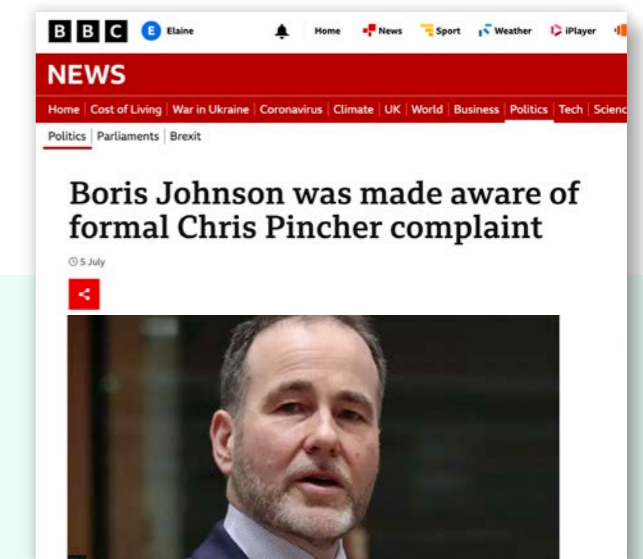 BBC E Elaine Home News Sport Weather iPlayer
NEWS
Home Cost of Living War in Ukraine Coronavirus Climate UK World Business Politics Tech Scienc
Politics Parliaments Brexit
Boris Johnson was made aware of
formal Chris Pincher complaint
5 July